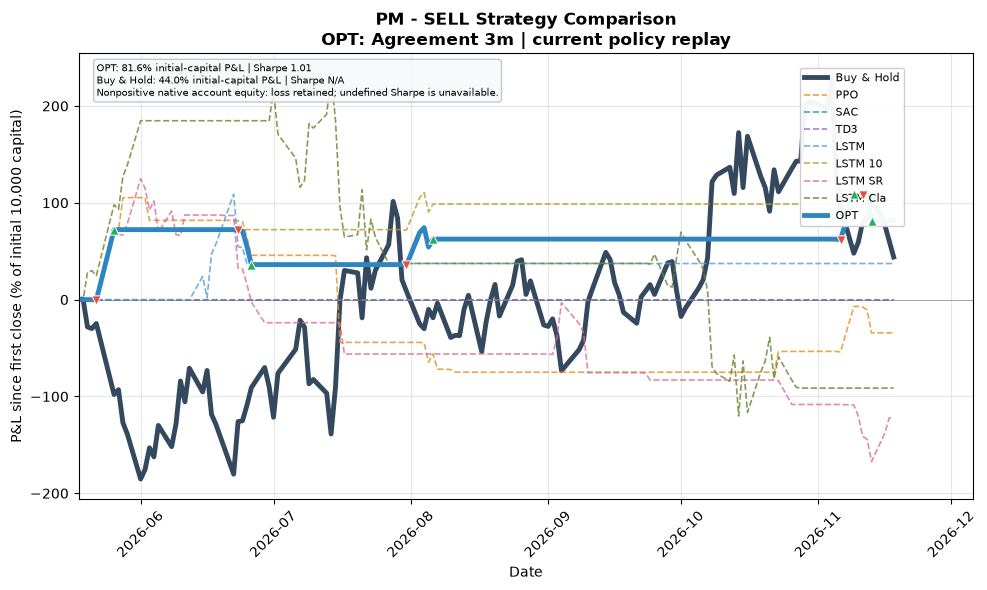 PM - SELL Strategy Comparison
OPT: Agreement 3m | current policy replay
OPT: 81.6% initial-capital P&L | Sharpe 1.01
Buy & Hold: 44.0% initial-capital P&L | Sharpe N/A
Nonpositive native account equity: loss retained; undefined Sharpe is unavailable.
Buy & Hold
PPO
SAC
TD3
LSTM
LSTM 10
LSTM SR
LSTM Cla
OPT
P&L since first close (% of initial 10,000 capital)
200
100
0
−100
−200
2026-06
2026-07
2026-08
2026-09
2026-10
2026-11
2026-12
Date